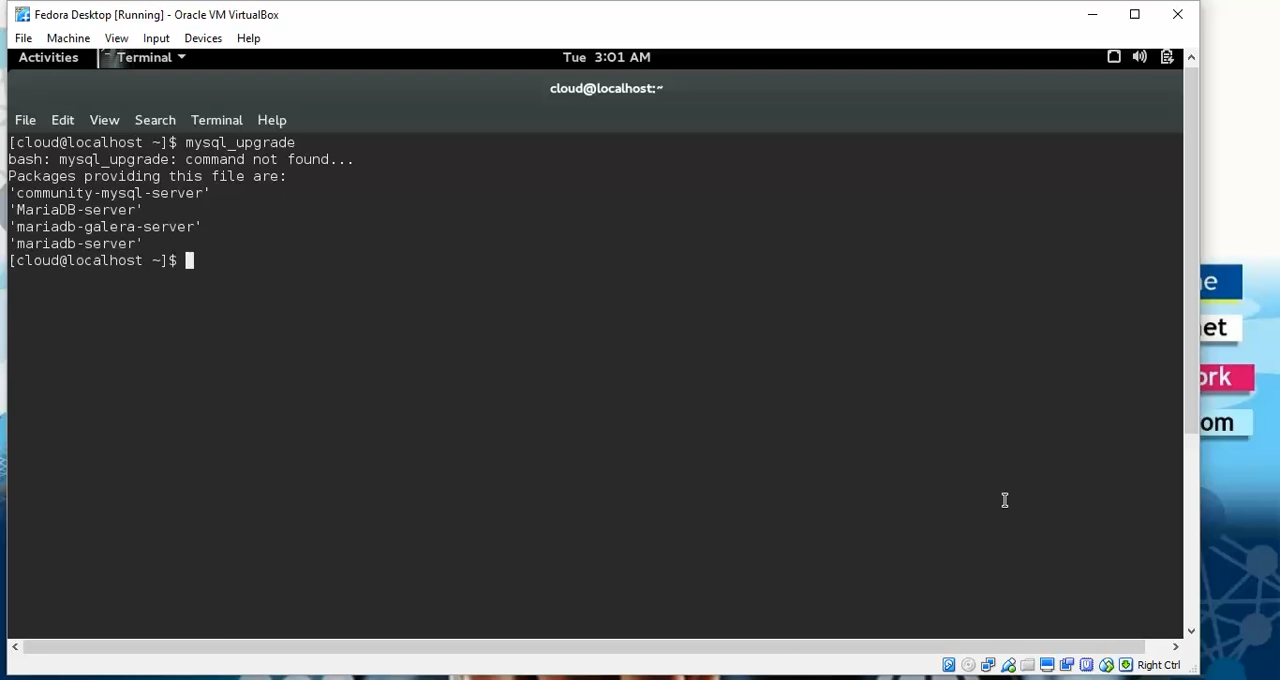 Fedora Desktop [Running] - Oracle VM VirtualBox
File Machine View Input Devices Help
Activities Terminal Tue 3:01 AM
cloud@localhost:~
File Edit View Search Terminal Help
[cloud@localhost ~]$ mysql_upgrade
bash: mysql_upgrade: command not found...
Packages providing this file are:
'community-mysql-server'
'MariaDB-server'
'mariadb-galera-server'
'mariadb-server'
[cloud@localhost ~]$
Right Ctrl